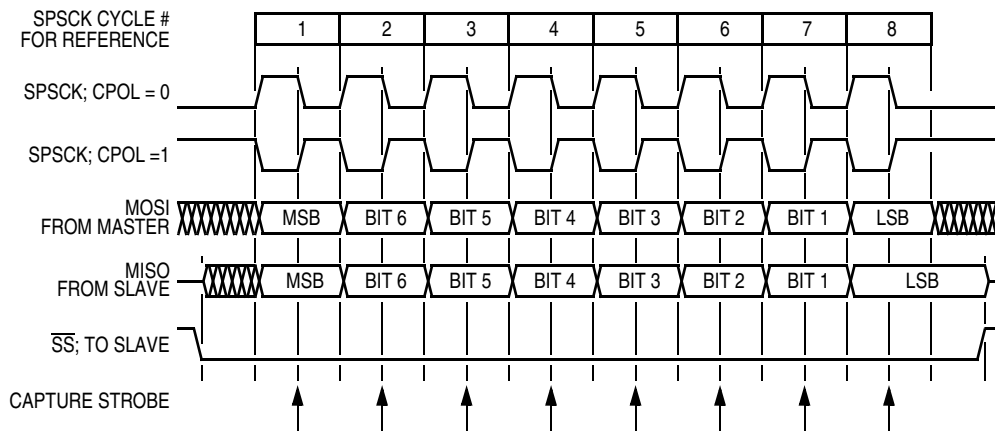 SPSCK CYCLE #
FOR REFERENCE
1 2 3 4 5 6 7 8
SPSCK; CPOL = 0
SPSCK; CPOL =1
MOSI
FROM MASTER
MSB BIT 6 BIT 5 BIT 4 BIT 3 BIT 2 BIT 1 LSB
MISO
FROM SLAVE
MSB BIT 6 BIT 5 BIT 4 BIT 3 BIT 2 BIT 1 LSB
S̅S̅; TO SLAVE
CAPTURE STROBE